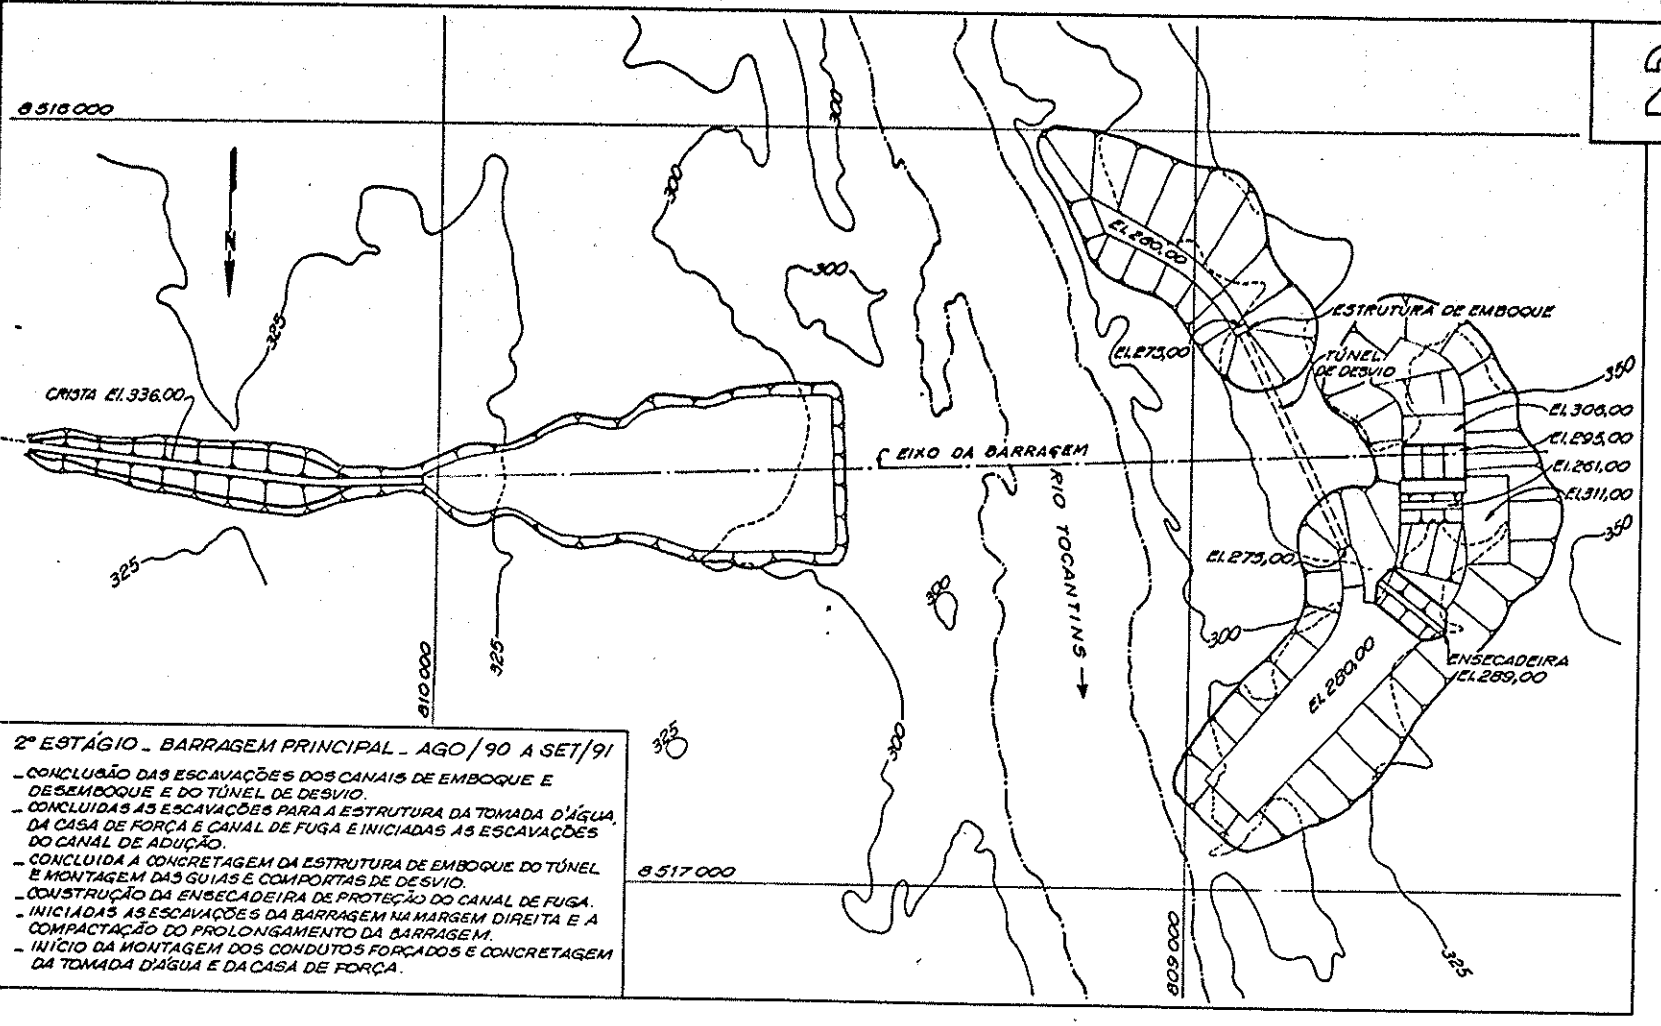 2
8 516 000
300
300
N
325
EL.280,00
300
ESTRUTURA DE EMBOQUE
EL.275,00
TÚNEL
DE DESVIO
350
CRISTA EL.336.00
EL.306,00
EL.295,00
EIXO DA BARRAGEM
EL.261,00
EL.311,00
RIO TOCANTINS
350
325
EL.275,00
300
300
325
810 000
EL.280,00
ENSECADEIRA
EL.289,00
325
300
2º ESTÁGIO _ BARRAGEM PRINCIPAL _ AGO/90 A SET/91
_ CONCLUSÃO DAS ESCAVAÇÕES DOS CANAIS DE EMBOQUE E
DESEMBOQUE E DO TÚNEL DE DESVIO.
_ CONCLUIDAS AS ESCAVAÇÕES PARA A ESTRUTURA DA TOMADA D'ÁGUA,
DA CASA DE FORÇA E CANAL DE FUGA E INICIADAS AS ESCAVAÇÕES
DO CANAL DE ADUÇÃO.
_ CONCLUIDA A CONCRETAGEM DA ESTRUTURA DE EMBOQUE DO TÚNEL
E MONTAGEM DAS GUIAS E COMPORTAS DE DESVIO.
_ CONSTRUÇÃO DA ENSECADEIRA DE PROTEÇÃO DO CANAL DE FUGA.
_ INICIADAS AS ESCAVAÇÕES DA BARRAGEM NA MARGEM DIREITA E A
COMPACTAÇÃO DO PROLONGAMENTO DA BARRAGEM.
_ INÍCIO DA MONTAGEM DOS CONDUTOS FORÇADOS E CONCRETAGEM
DA TOMADA D'ÁGUA E DA CASA DE FORÇA.
8 517 000
809 000
325